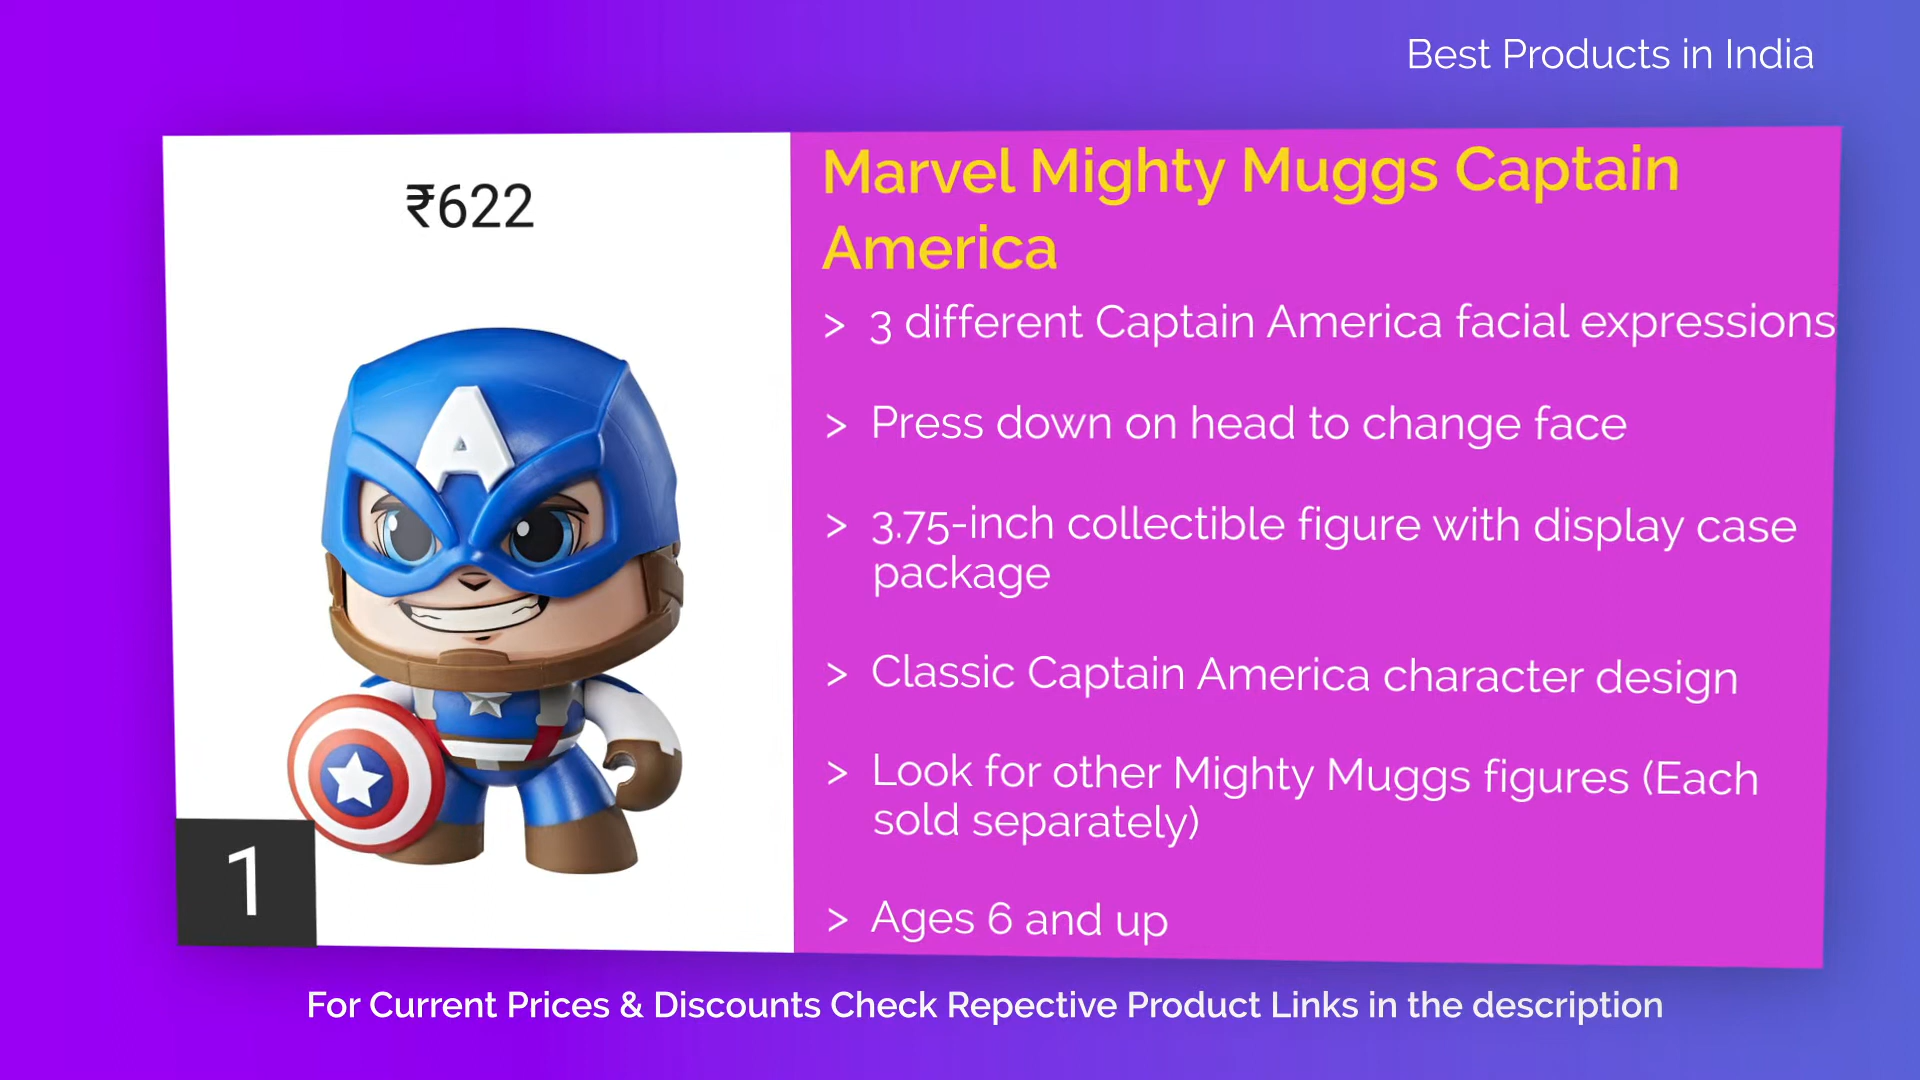 Best Products in India
₹622
A
1
Marvel Mighty Muggs Captain
America
> 3 different Captain America facial expressions
> Press down on head to change face
> 3.75-inch collectible figure with display case
package
> Classic Captain America character design
> Look for other Mighty Muggs figures (Each
sold separately)
> Ages 6 and up
For Current Prices & Discounts Check Repective Product Links in the description